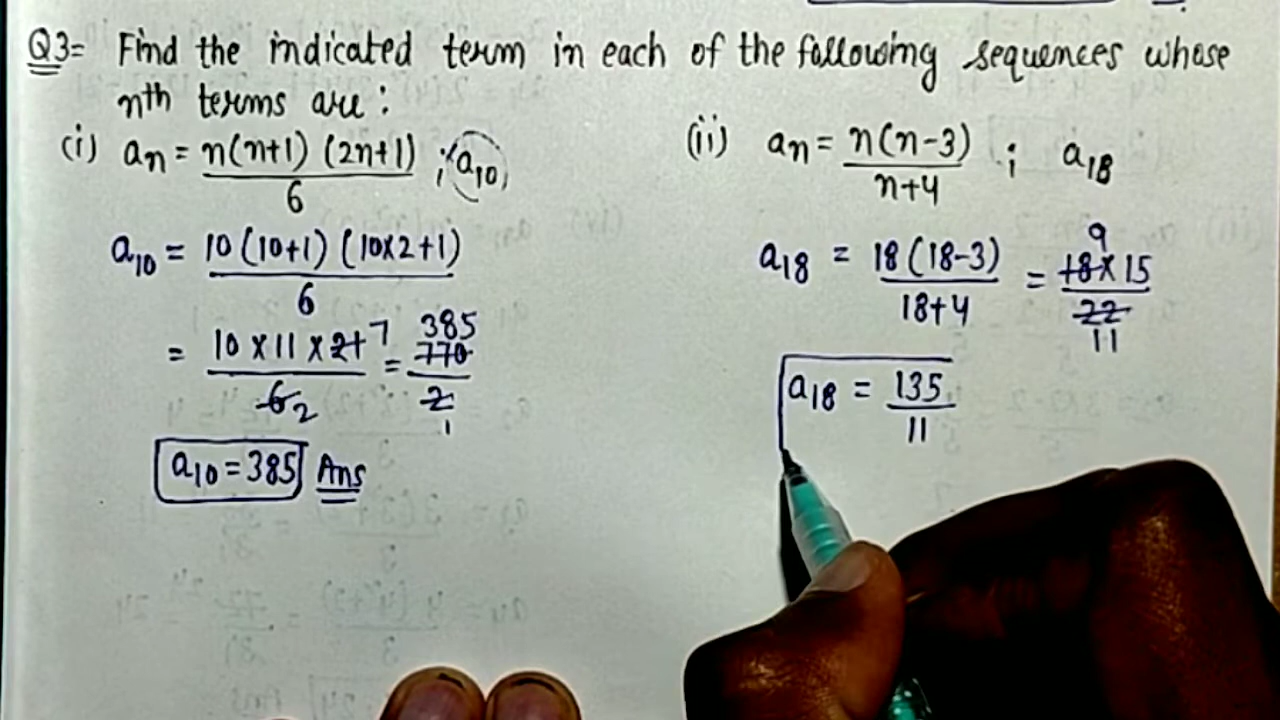 Q3= Find the indicated term in each of the following sequences whose
nth terms are:
(i) an = n(n+1) (2n+1) / 6 ; a10
a10 = 10(10+1) (10x2+1) / 6
= 10 x 11 x 21 7 / 6 2 = 385 770 / 2 1
a10 = 385 Ans
(ii) an = n(n-3) / n+4 ; a18
a18 = 18(18-3) / 18+4 = 9 18 x 15 / 22 11
a18 = 135 / 11